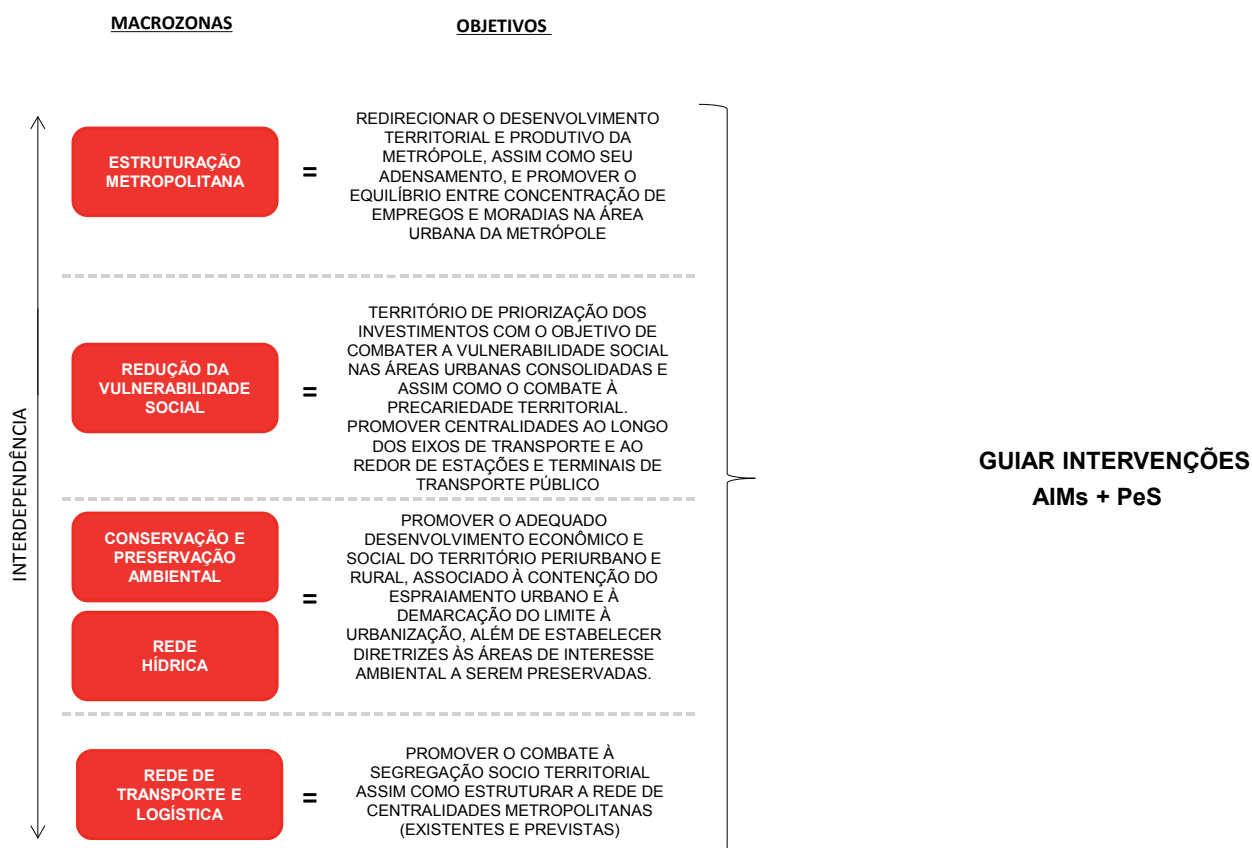 MACROZONAS
OBJETIVOS
INTERDEPENDÊNCIA
ESTRUTURAÇÃO
METROPOLITANA
=
REDIRECIONAR O DESENVOLVIMENTO
TERRITORIAL E PRODUTIVO DA
METRÓPOLE, ASSIM COMO SEU
ADENSAMENTO, E PROMOVER O
EQUILÍBRIO ENTRE CONCENTRAÇÃO DE
EMPREGOS E MORADIAS NA ÁREA
URBANA DA METRÓPOLE
REDUÇÃO DA
VULNERABILIDADE
SOCIAL
=
TERRITÓRIO DE PRIORIZAÇÃO DOS
INVESTIMENTOS COM O OBJETIVO DE
COMBATER A VULNERABILIDADE SOCIAL
NAS ÁREAS URBANAS CONSOLIDADAS E
ASSIM COMO O COMBATE À
PRECARIEDADE TERRITORIAL.
PROMOVER CENTRALIDADES AO LONGO
DOS EIXOS DE TRANSPORTE E AO
REDOR DE ESTAÇÕES E TERMINAIS DE
TRANSPORTE PÚBLICO
CONSERVAÇÃO E
PRESERVAÇÃO
AMBIENTAL
REDE
HÍDRICA
=
PROMOVER O ADEQUADO
DESENVOLVIMENTO ECONÔMICO E
SOCIAL DO TERRITÓRIO PERIURBANO E
RURAL, ASSOCIADO À CONTENÇÃO DO
ESPRAIAMENTO URBANO E À
DEMARCAÇÃO DO LIMITE À
URBANIZAÇÃO, ALÉM DE ESTABELECER
DIRETRIZES ÀS ÁREAS DE INTERESSE
AMBIENTAL A SEREM PRESERVADAS.
REDE DE
TRANSPORTE E
LOGÍSTICA
=
PROMOVER O COMBATE À
SEGREGAÇÃO SOCIO TERRITORIAL
ASSIM COMO ESTRUTURAR A REDE DE
CENTRALIDADES METROPOLITANAS
(EXISTENTES E PREVISTAS)
GUIAR INTERVENÇÕES
AIMs + PeS